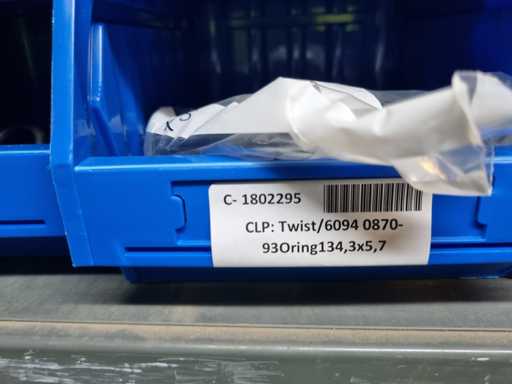 C- 1802295
CLP: Twist/6094 0870-
93Oring134,3x5,7